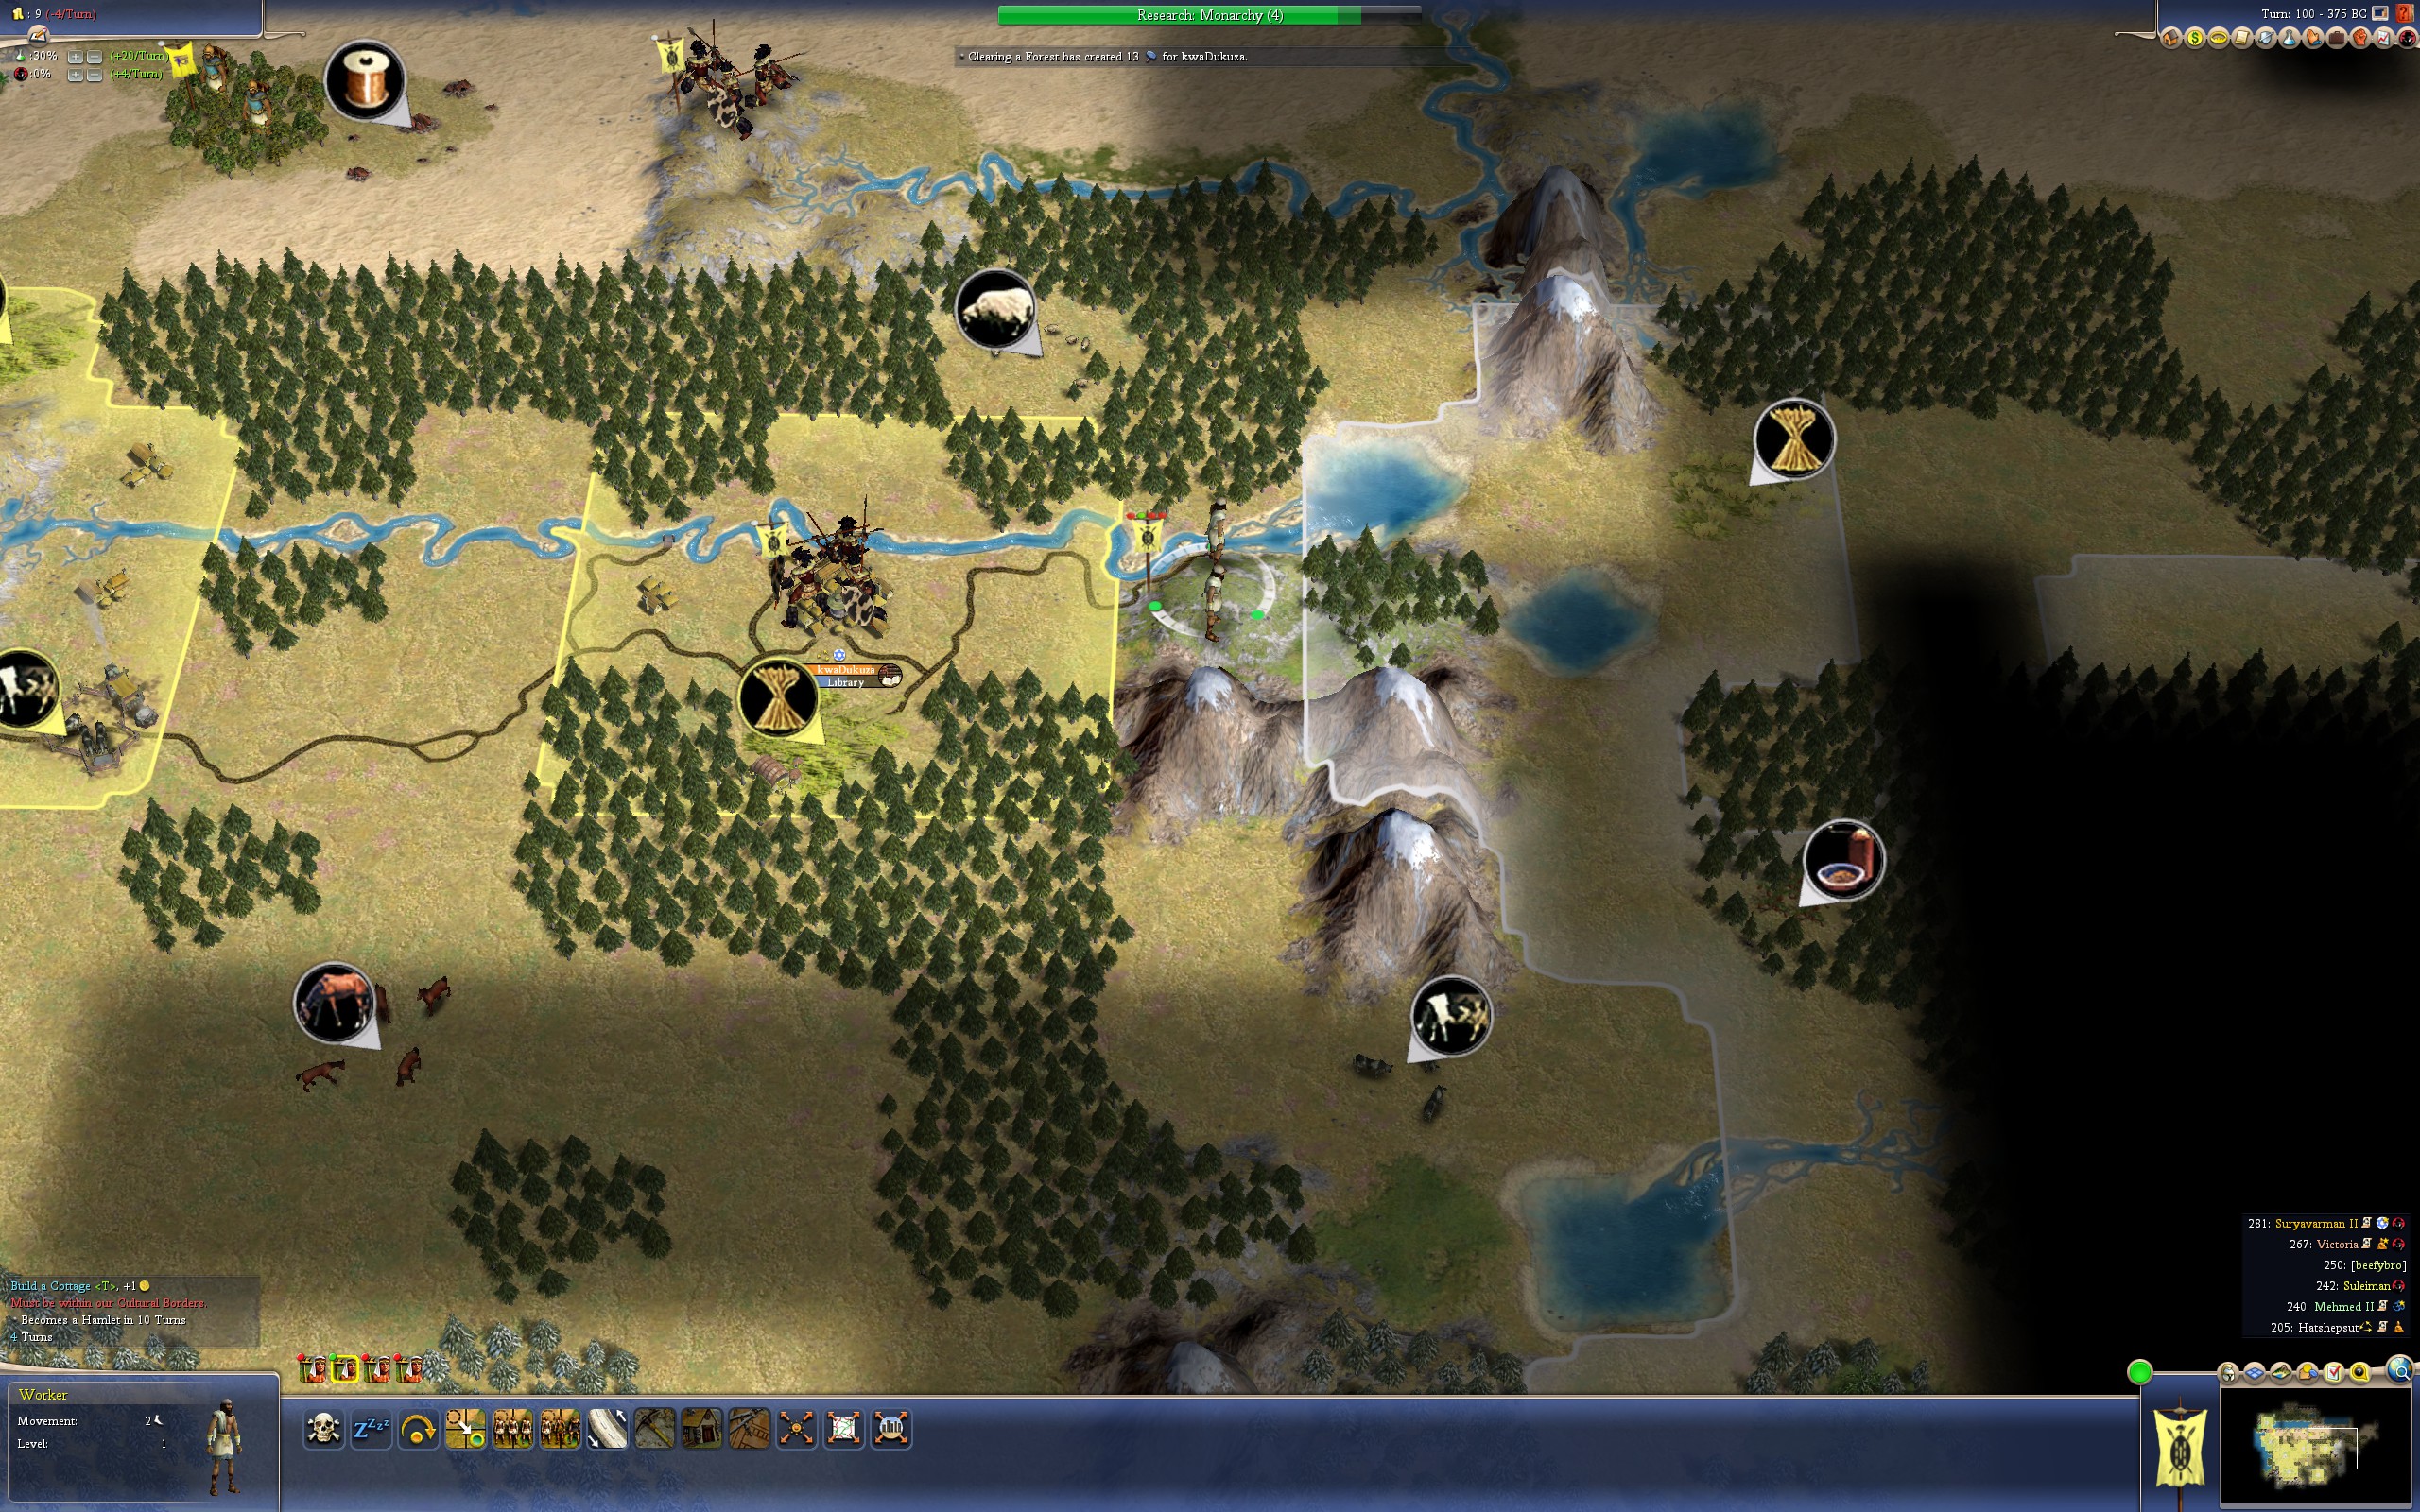 : 9 (-4/Turn)
Research: Monarchy (4)
Turn: 100 - 375 BC
:30% (+20/Turn)
:0% (+4/Turn)
• Clearing a Forest has created 13 for kwaDukuza.
kwaDukuza
Library
281: Suryavarman II
267: Victoria
250: [beefybro]
242: Suleiman
240: Mehmed II
205: Hatshepsut
Build a Cottage <T>, +1
Must be within our Cultural Borders.
* Becomes a Hamlet in 10 Turns
4 Turns
Worker
Movement: 2
Level: 1
ZZZzz